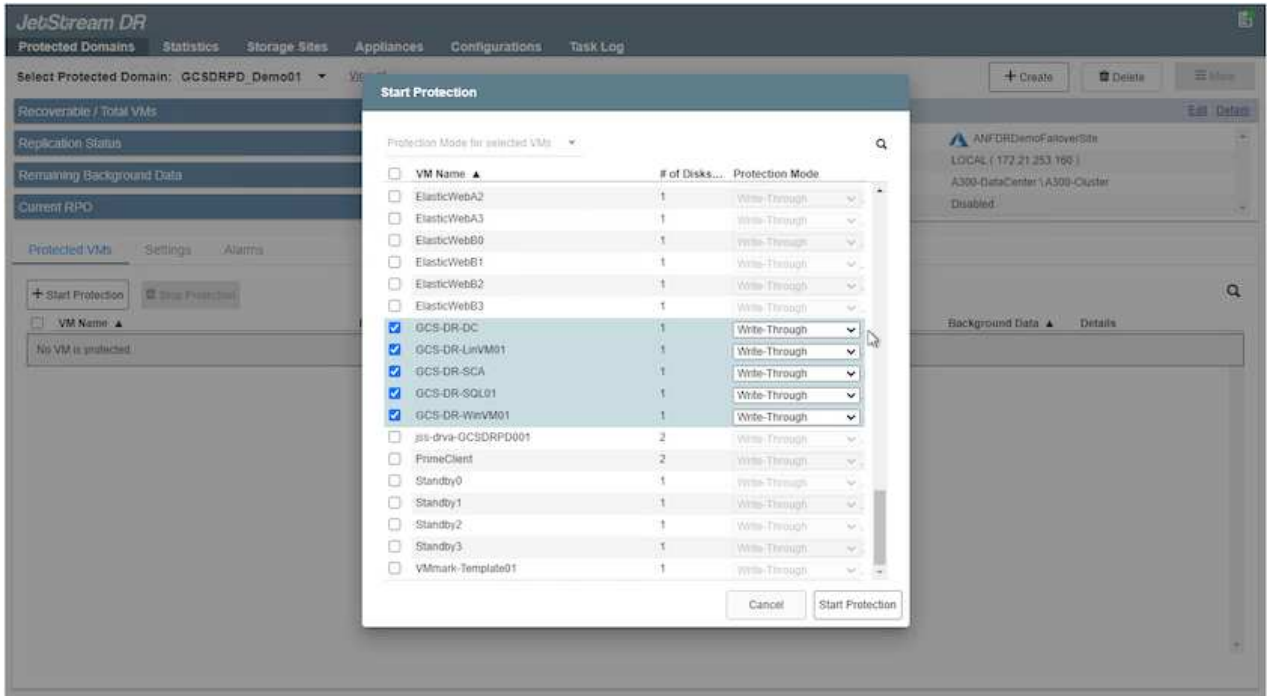 JetStream DR
Protected Domains Statistics Storage Sites Appliances Configurations Task Log
Select Protected Domain: GCSDRPD_Demo01
+ Create Delete
Recoverable / Total VMs
Edit Details
Replication Status
ANFDRDemoFailoverSite
Remaining Background Data
LOCAL ( 172.21.253.160 )
A300-DataCenter \ A300-Cluster
Current RPO
Disabled
Protected VMs Settings Alarms
+ Start Protection Stop Protection
VM Name ▲
Background Data ▲ Details
No VM is protected.
Start Protection
Protection Mode for selected VMs
VM Name ▲ # of Disks... Protection Mode
ElasticWebA2 1 Write-Through
ElasticWebA3 1 Write-Through
ElasticWebB0 1 Write-Through
ElasticWebB1 1 Write-Through
ElasticWebB2 1 Write-Through
ElasticWebB3 1 Write-Through
GCS-DR-DC 1 Write-Through
GCS-DR-LinVM01 1 Write-Through
GCS-DR-SCA 1 Write-Through
GCS-DR-SQL01 1 Write-Through
GCS-DR-WinVM01 1 Write-Through
jss-drva-GCSDRPD001 2 Write-Through
PrimeClient 2 Write-Through
Standby0 1 Write-Through
Standby1 1 Write-Through
Standby2 1 Write-Through
Standby3 1 Write-Through
VMmark-Template01 1 Write-Through
Cancel Start Protection